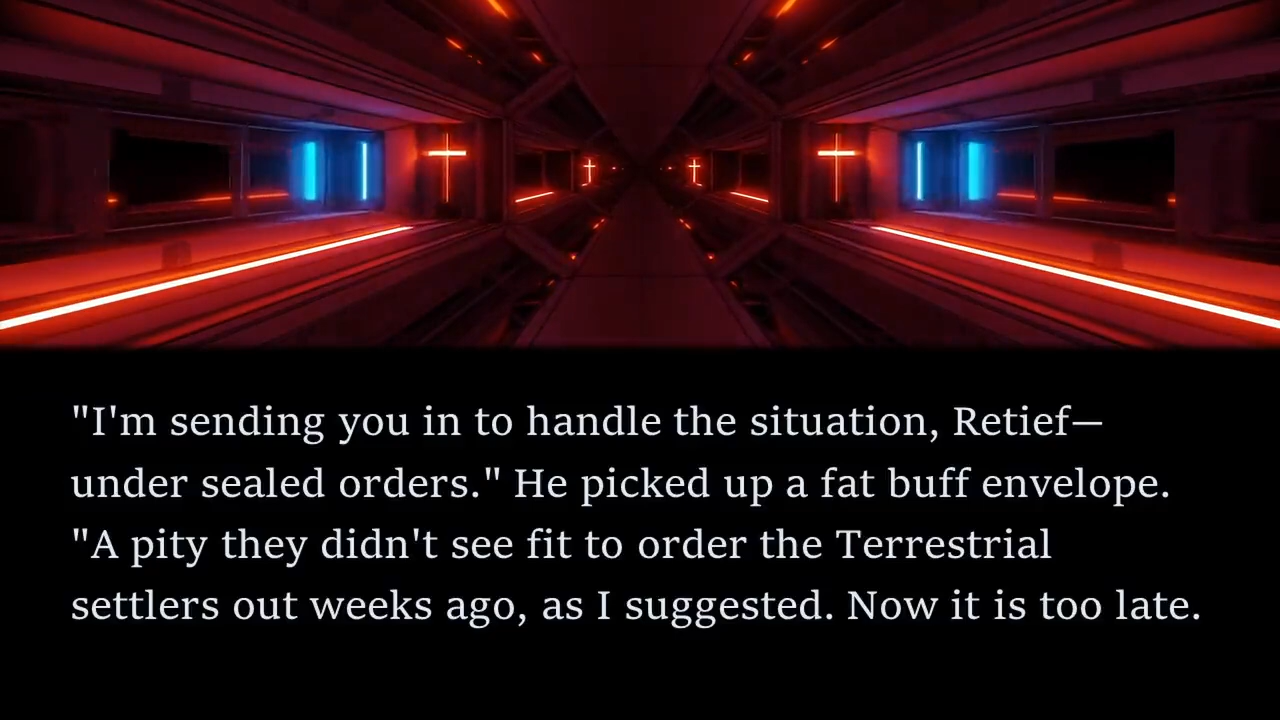 "I'm sending you in to handle the situation, Retief—
under sealed orders." He picked up a fat buff envelope.
"A pity they didn't see fit to order the Terrestrial
settlers out weeks ago, as I suggested. Now it is too late.